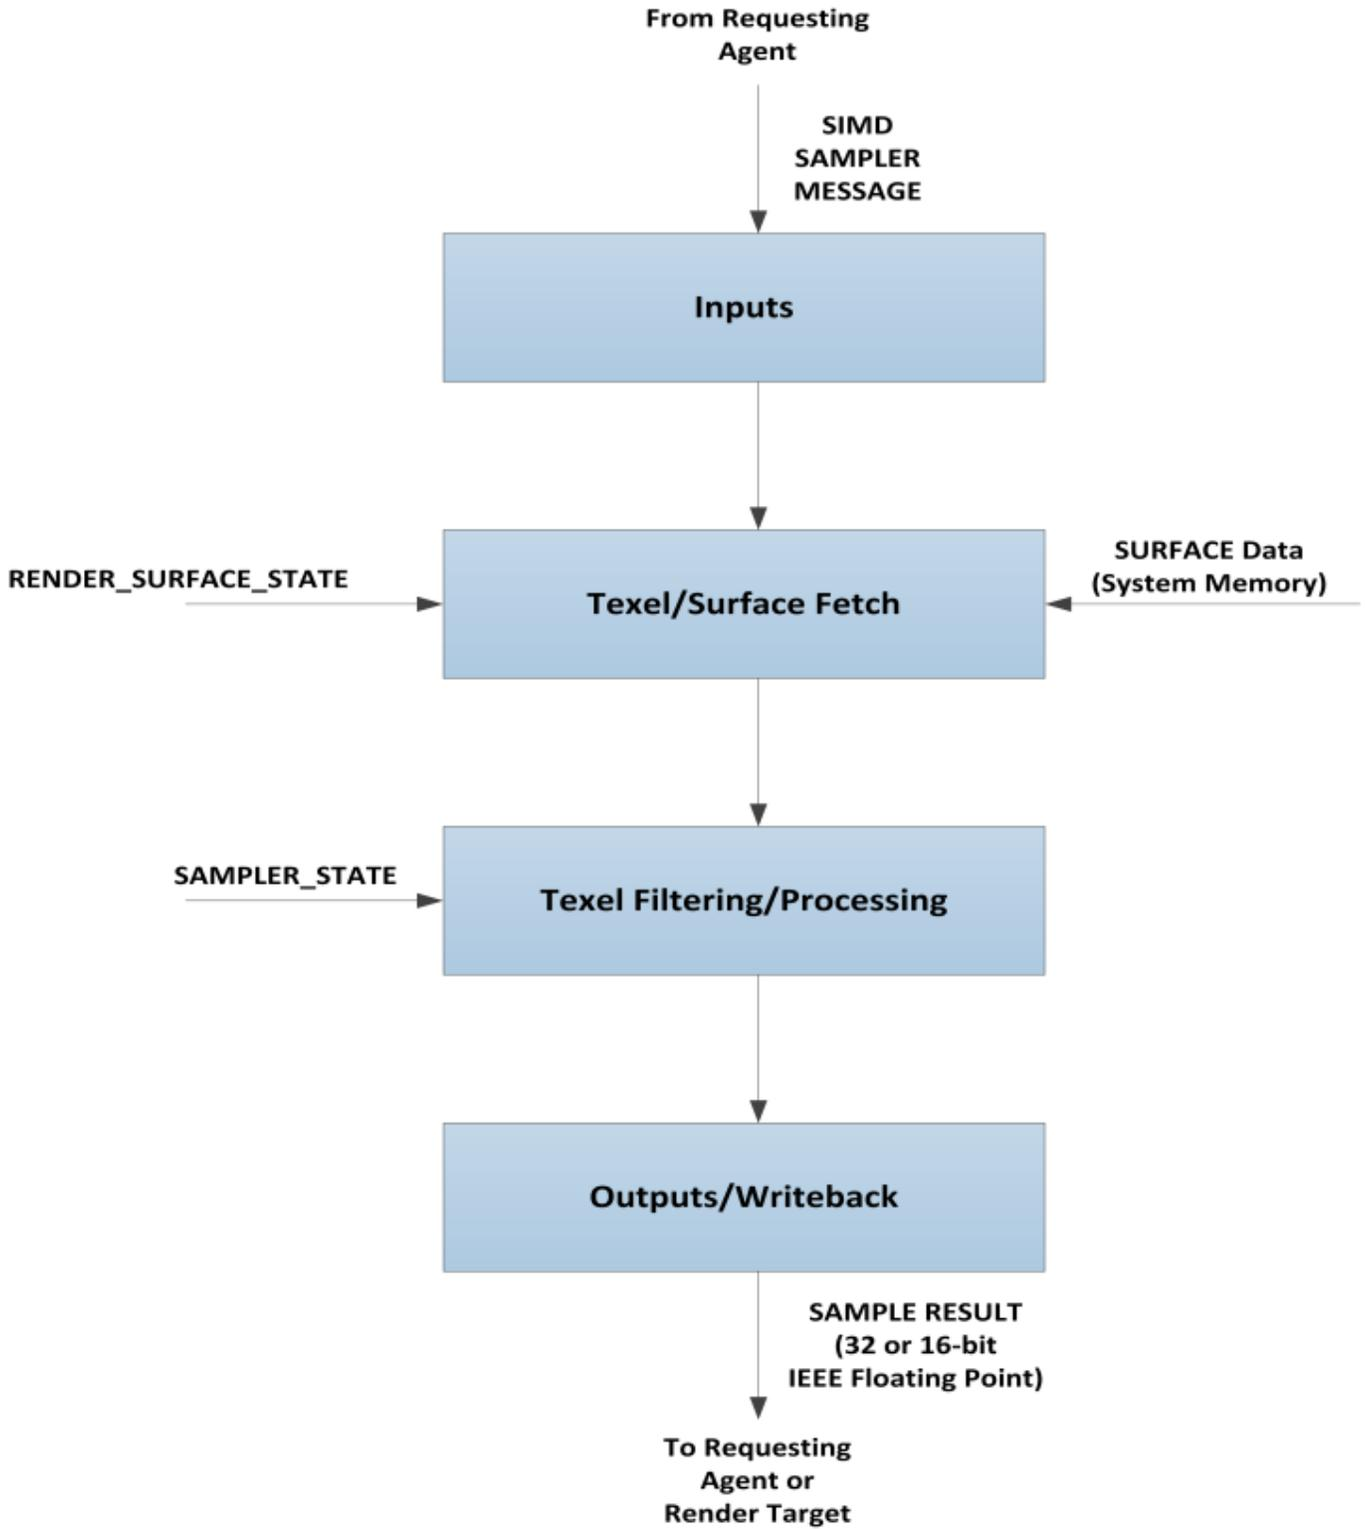 From Requesting
Agent
SIMD
SAMPLER
MESSAGE
Inputs
RENDER_SURFACE_STATE
Texel/Surface Fetch
SURFACE Data
(System Memory)
SAMPLER_STATE
Texel Filtering/Processing
Outputs/Writeback
SAMPLE RESULT
(32 or 16-bit
IEEE Floating Point)
To Requesting
Agent or
Render Target